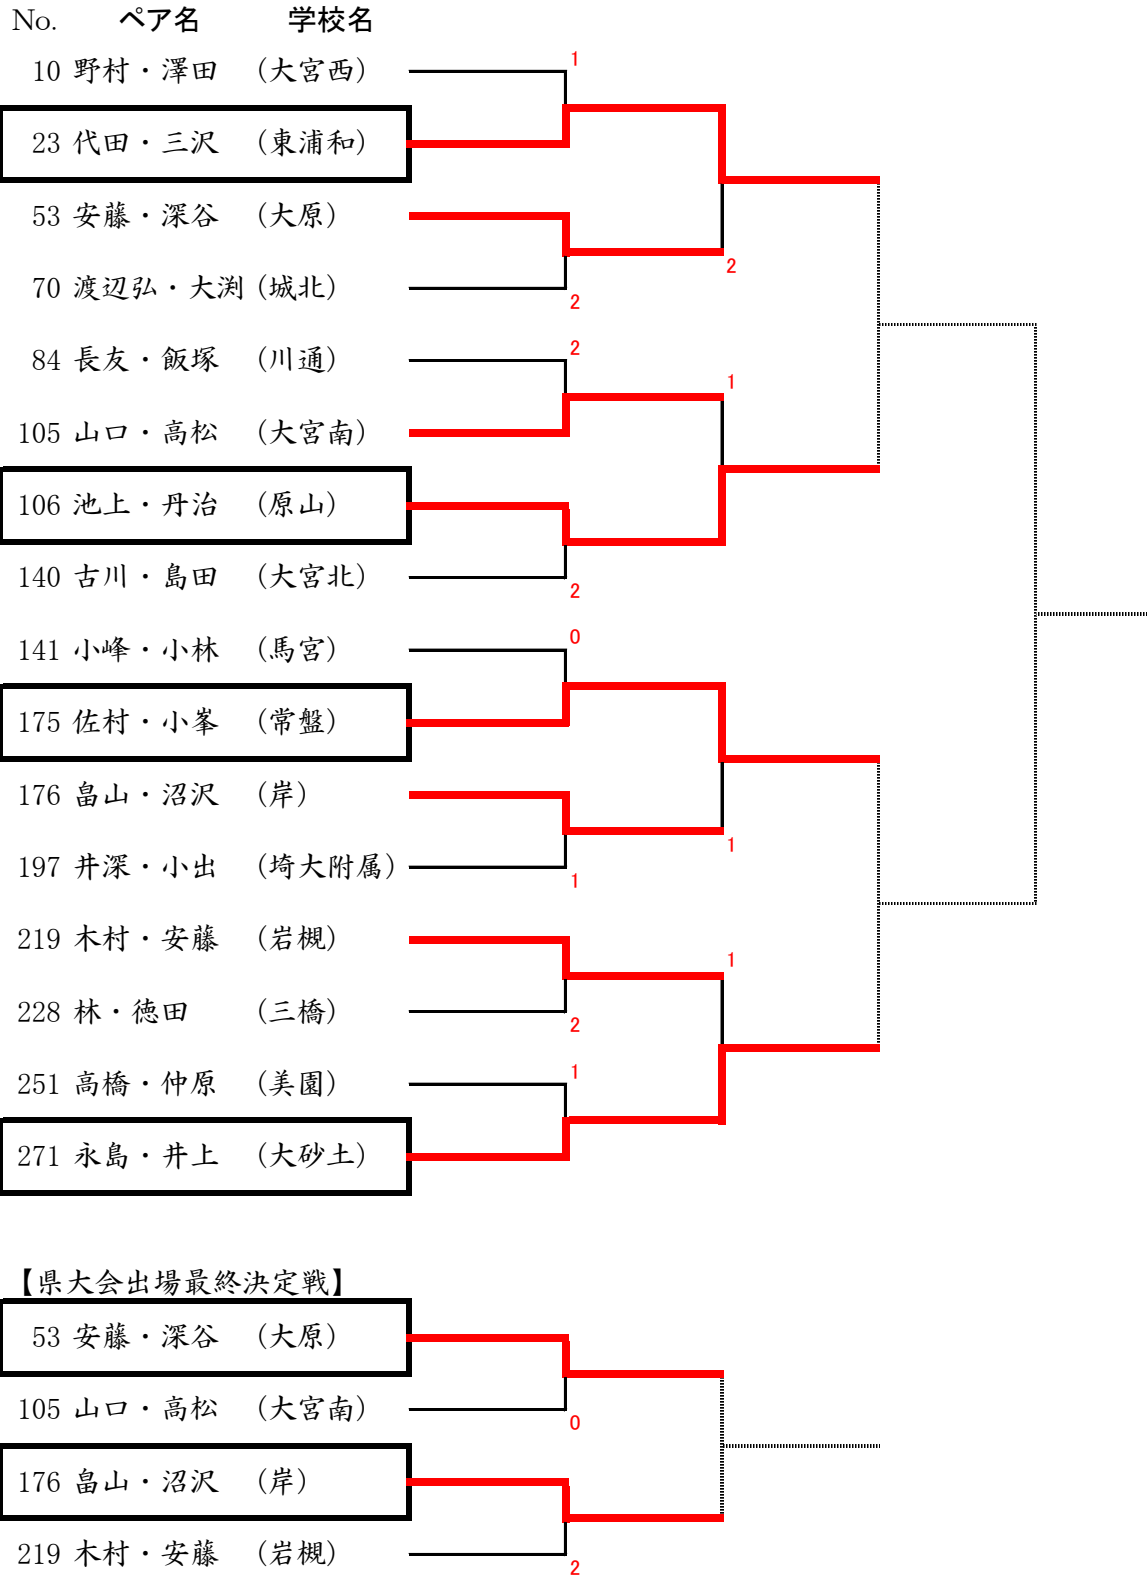 No. ペア名 学校名
1
10 野村・澤田 (大宮西)
23 代田・三沢 (東浦和)
53 安藤・深谷 (大原)
2
70 渡辺弘・大渕 (城北)
2
2
84 長友・飯塚 (川通)
1
105 山口・高松 (大宮南)
106 池上・丹治 (原山)
140 古川・島田 (大宮北)
2
0
141 小峰・小林 (馬宮)
175 佐村・小峯 (常盤)
176 畠山・沼沢 (岸)
1
197 井深・小出 (埼大附属)
1
219 木村・安藤 (岩槻)
1
228 林・徳田 (三橋)
2
1
251 高橋・仲原 (美園)
271 永島・井上 (大砂土)
【県大会出場最終決定戦】
53 安藤・深谷 (大原)
105 山口・高松 (大宮南)
0
176 畠山・沼沢 (岸)
219 木村・安藤 (岩槻)
2